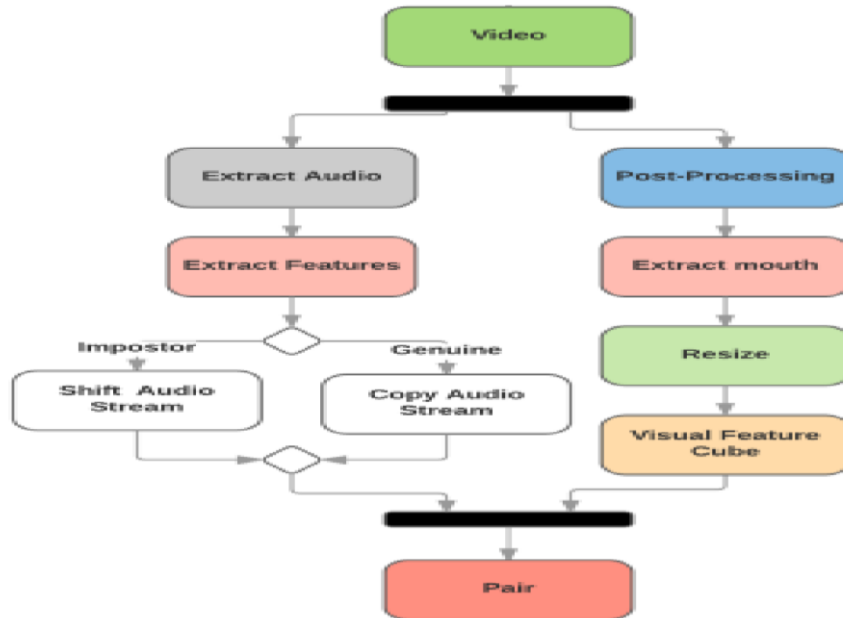 Video
Extract Audio
Post-Processing
Extract Features
Extract mouth
Impostor
Genuine
Resize
Shift Audio
Stream
Copy Audio
Stream
Visual Feature
Cube
Pair